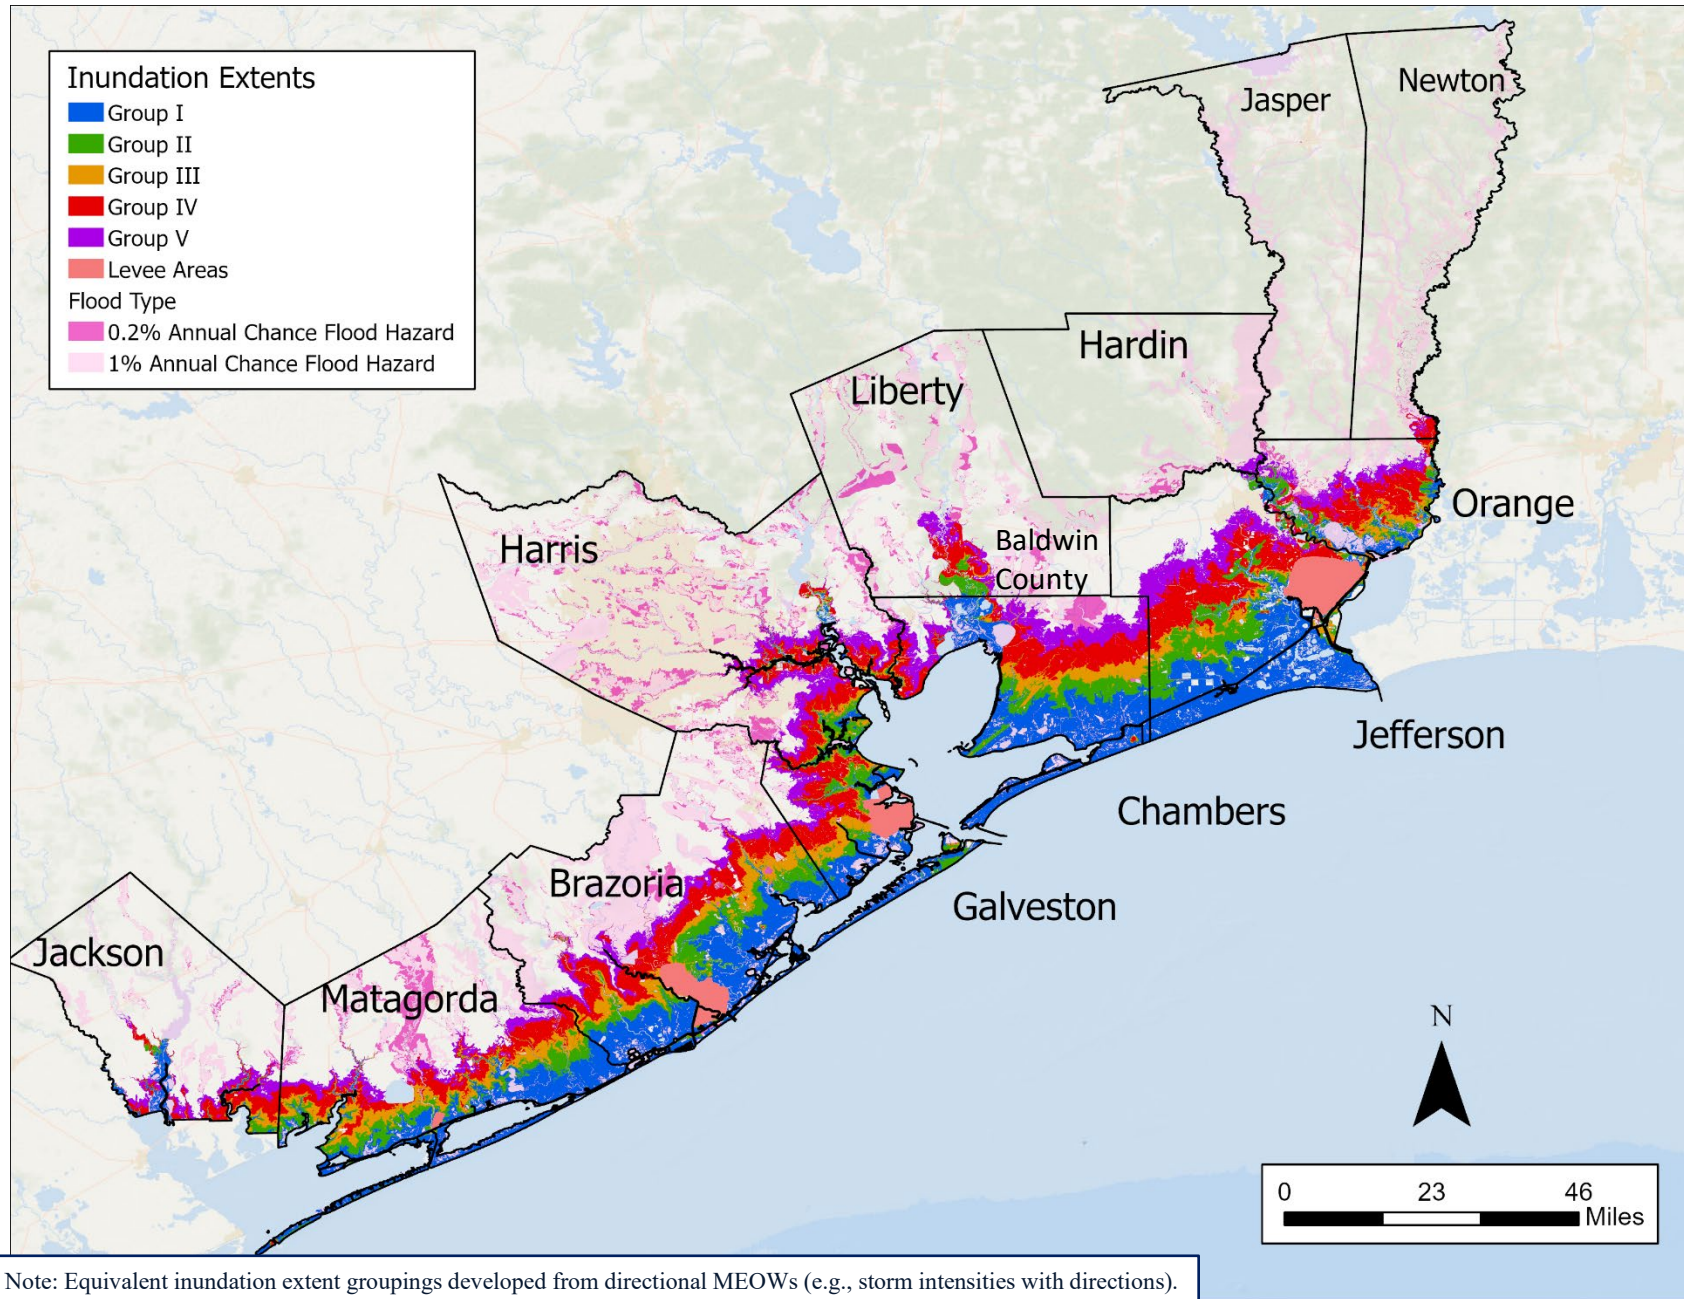 Inundation Extents
Group I
Group II
Group III
Group IV
Group V
Levee Areas
Flood Type
0.2% Annual Chance Flood Hazard
1% Annual Chance Flood Hazard
Newton
Jasper
Hardin
Liberty
Orange
Harris
Baldwin
County
Jefferson
Chambers
Brazoria
Galveston
Jackson
Matagorda
N
0 23 46
Miles
Note: Equivalent inundation extent groupings developed from directional MEOWs (e.g., storm intensities with directions).